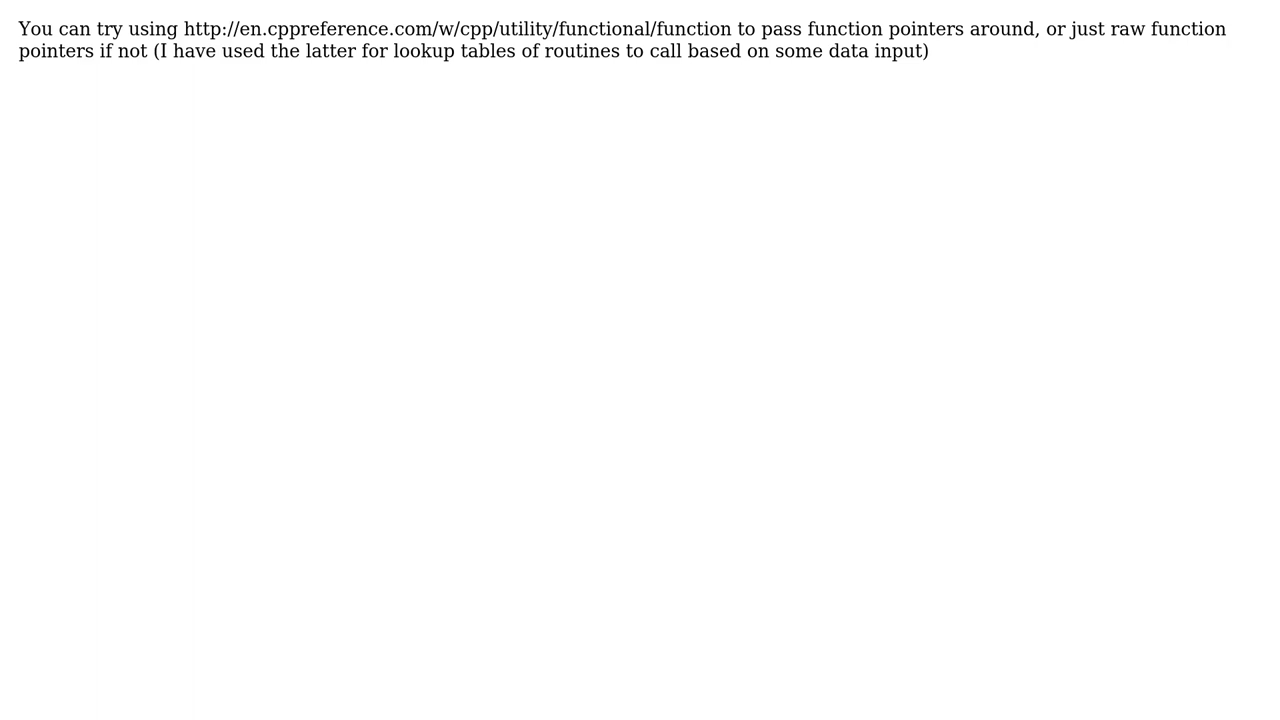 You can try using http://en.cppreference.com/w/cpp/utility/functional/function to pass function pointers around, or just raw function
pointers if not (I have used the latter for lookup tables of routines to call based on some data input)